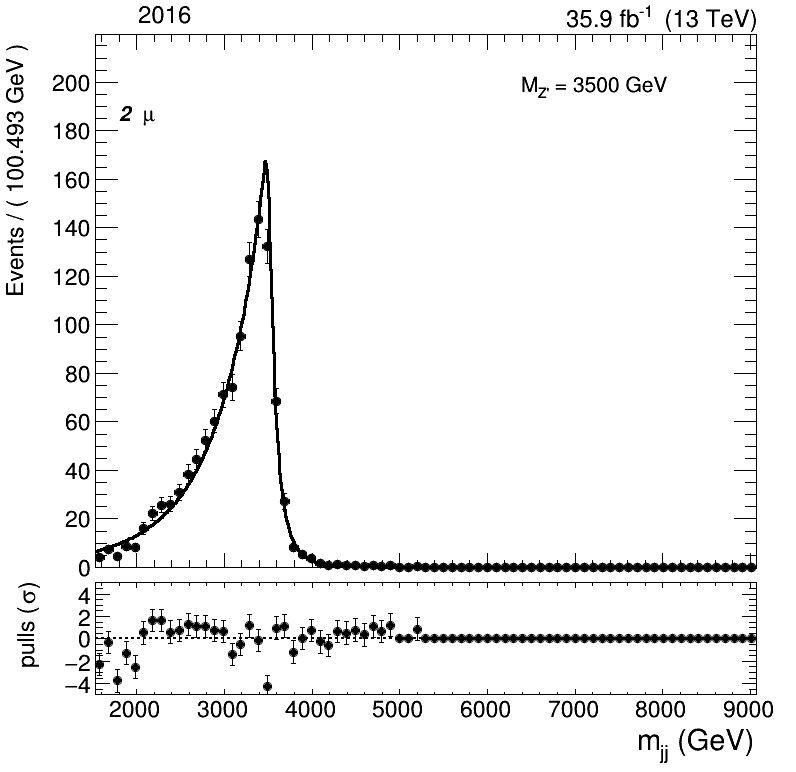 2016 35.9 fb⁻¹ (13 TeV)
Events / ( 100.493 GeV )
200
180
160
140
120
100
80
60
40
20
0
2 μ
M_Z' = 3500 GeV
pulls (σ)
4
2
0
−2
−4
2000 3000 4000 5000 6000 7000 8000 9000
m_jj (GeV)